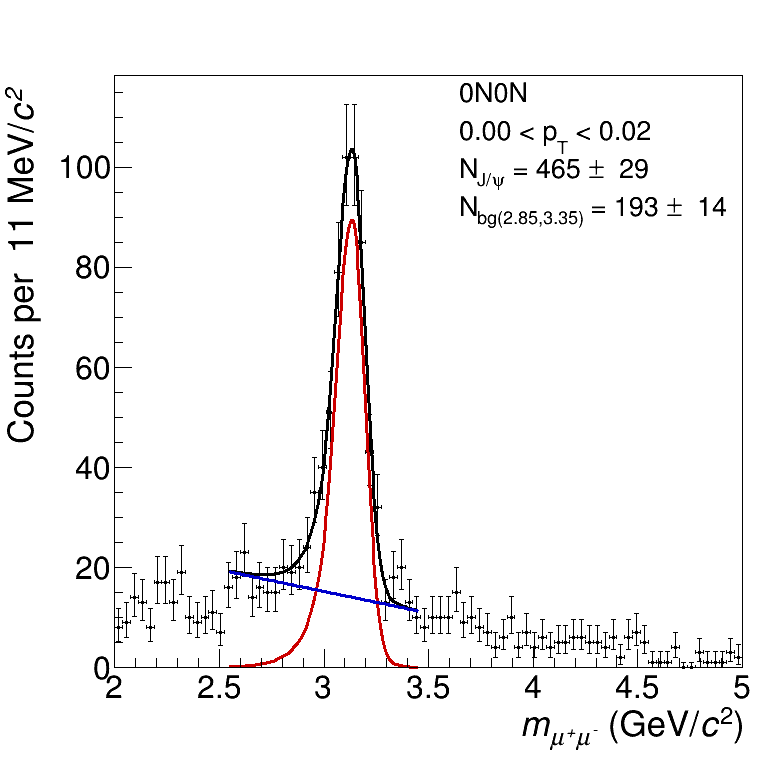 0N0N
0.00 < p_T < 0.02
N_J/ψ = 465 ± 29
N_bg(2.85,3.35) = 193 ± 14
Counts per 11 MeV/c²
100
80
60
40
20
0
2 2.5 3 3.5 4 4.5 5
m_μ⁺μ⁻ (GeV/c²)